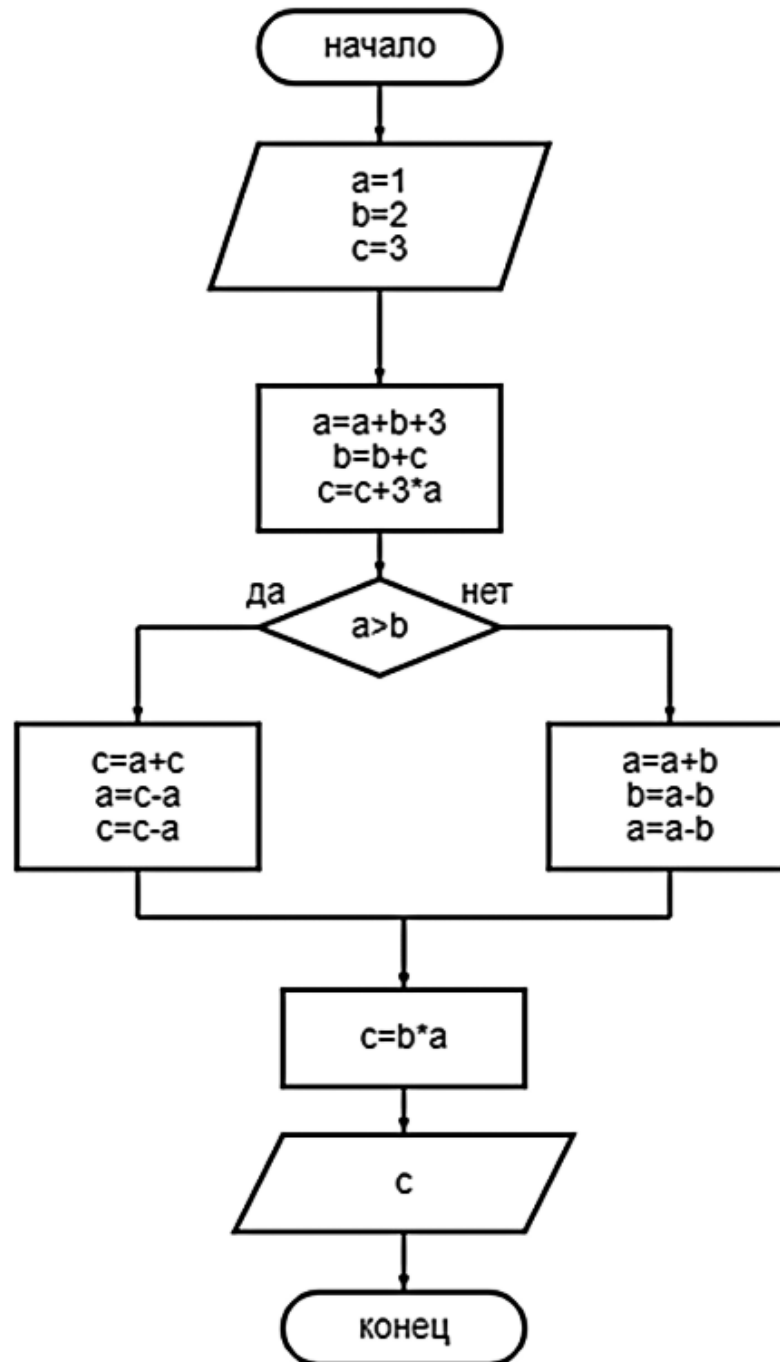 начало
a=1
b=2
c=3
a=a+b+3
b=b+c
c=c+3*a
да
нет
a>b
c=a+c
a=c-a
c=c-a
a=a+b
b=a-b
a=a-b
c=b*a
c
конец